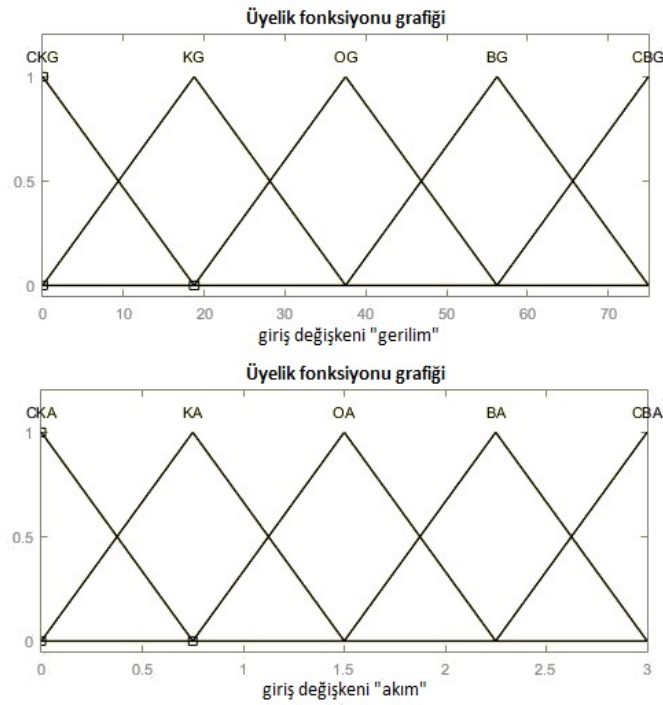 Üyelik fonksiyonu grafiği
CKG KG OG BG CBG
1
0.5
0
0 10 20 30 40 50 60 70
giriş değişkeni "gerilim"
Üyelik fonksiyonu grafiği
CKA KA OA BA CBA
1
0.5
0
0 0.5 1 1.5 2 2.5 3
giriş değişkeni "akım"